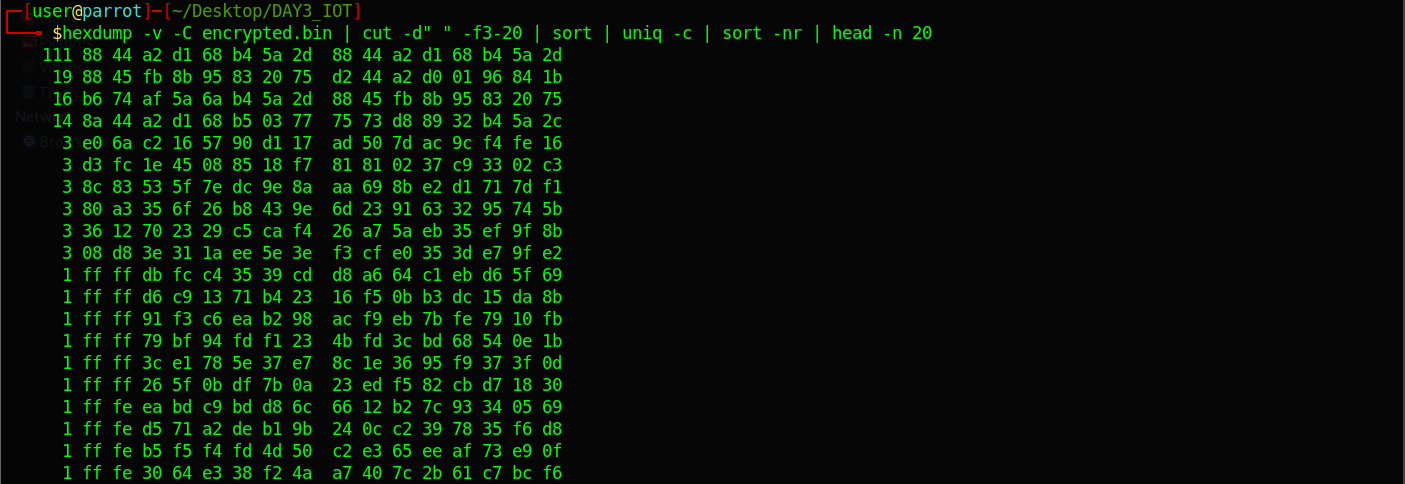 [user@parrot]─[~/Desktop/DAY3_IOT]
$hexdump -v -C encrypted.bin | cut -d" " -f3-20 | sort | uniq -c | sort -nr | head -n 20
111 88 44 a2 d1 68 b4 5a 2d  88 44 a2 d1 68 b4 5a 2d
19 88 45 fb 8b 95 83 20 75  d2 44 a2 d0 01 96 84 1b
16 b6 74 af 5a 6a b4 5a 2d  88 45 fb 8b 95 83 20 75
14 8a 44 a2 d1 68 b5 03 77  75 73 d8 89 32 b4 5a 2c
3 e0 6a c2 16 57 90 d1 17  ad 50 7d ac 9c f4 fe 16
3 d3 fc 1e 45 08 85 18 f7  81 81 02 37 c9 33 02 c3
3 8c 83 53 5f 7e dc 9e 8a  aa 69 8b e2 d1 71 7d f1
3 80 a3 35 6f 26 b8 43 9e  6d 23 91 63 32 95 74 5b
3 36 12 70 23 29 c5 ca f4  26 a7 5a eb 35 ef 9f 8b
3 08 d8 3e 31 1a ee 5e 3e  f3 cf e0 35 3d e7 9f e2
1 ff ff db fc c4 35 39 cd  d8 a6 64 c1 eb d6 5f 69
1 ff ff d6 c9 13 71 b4 23  16 f5 0b b3 dc 15 da 8b
1 ff ff 91 f3 c6 ea b2 98  ac f9 eb 7b fe 79 10 fb
1 ff ff 79 bf 94 fd f1 23  4b fd 3c bd 68 54 0e 1b
1 ff ff 3c e1 78 5e 37 e7  8c 1e 36 95 f9 37 3f 0d
1 ff ff 26 5f 0b df 7b 0a  23 ed f5 82 cb d7 18 30
1 ff fe ea bd c9 bd d8 6c  66 12 b2 7c 93 34 05 69
1 ff fe d5 71 a2 de b1 9b  24 0c c2 39 78 35 f6 d8
1 ff fe b5 f5 f4 fd 4d 50  c2 e3 65 ee af 73 e9 0f
1 ff fe 30 64 e3 38 f2 4a  a7 40 7c 2b 61 c7 bc f6